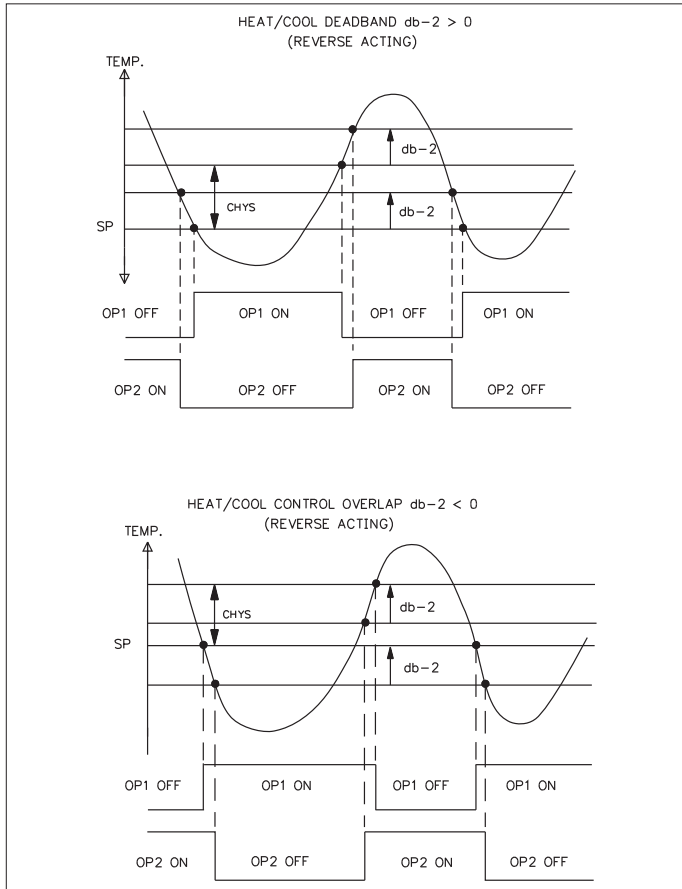 HEAT/COOL DEADBAND db-2 > 0
(REVERSE ACTING)
TEMP.
db-2
CHYS
db-2
SP
OP1 OFF
OP1 ON
OP1 OFF
OP1 ON
OP2 ON
OP2 OFF
OP2 ON
OP2 OFF
HEAT/COOL CONTROL OVERLAP db-2 < 0
(REVERSE ACTING)
TEMP.
CHYS
db-2
SP
db-2
OP1 OFF
OP1 ON
OP1 OFF
OP1 ON
OP2 ON
OP2 OFF
OP2 ON
OP2 OFF